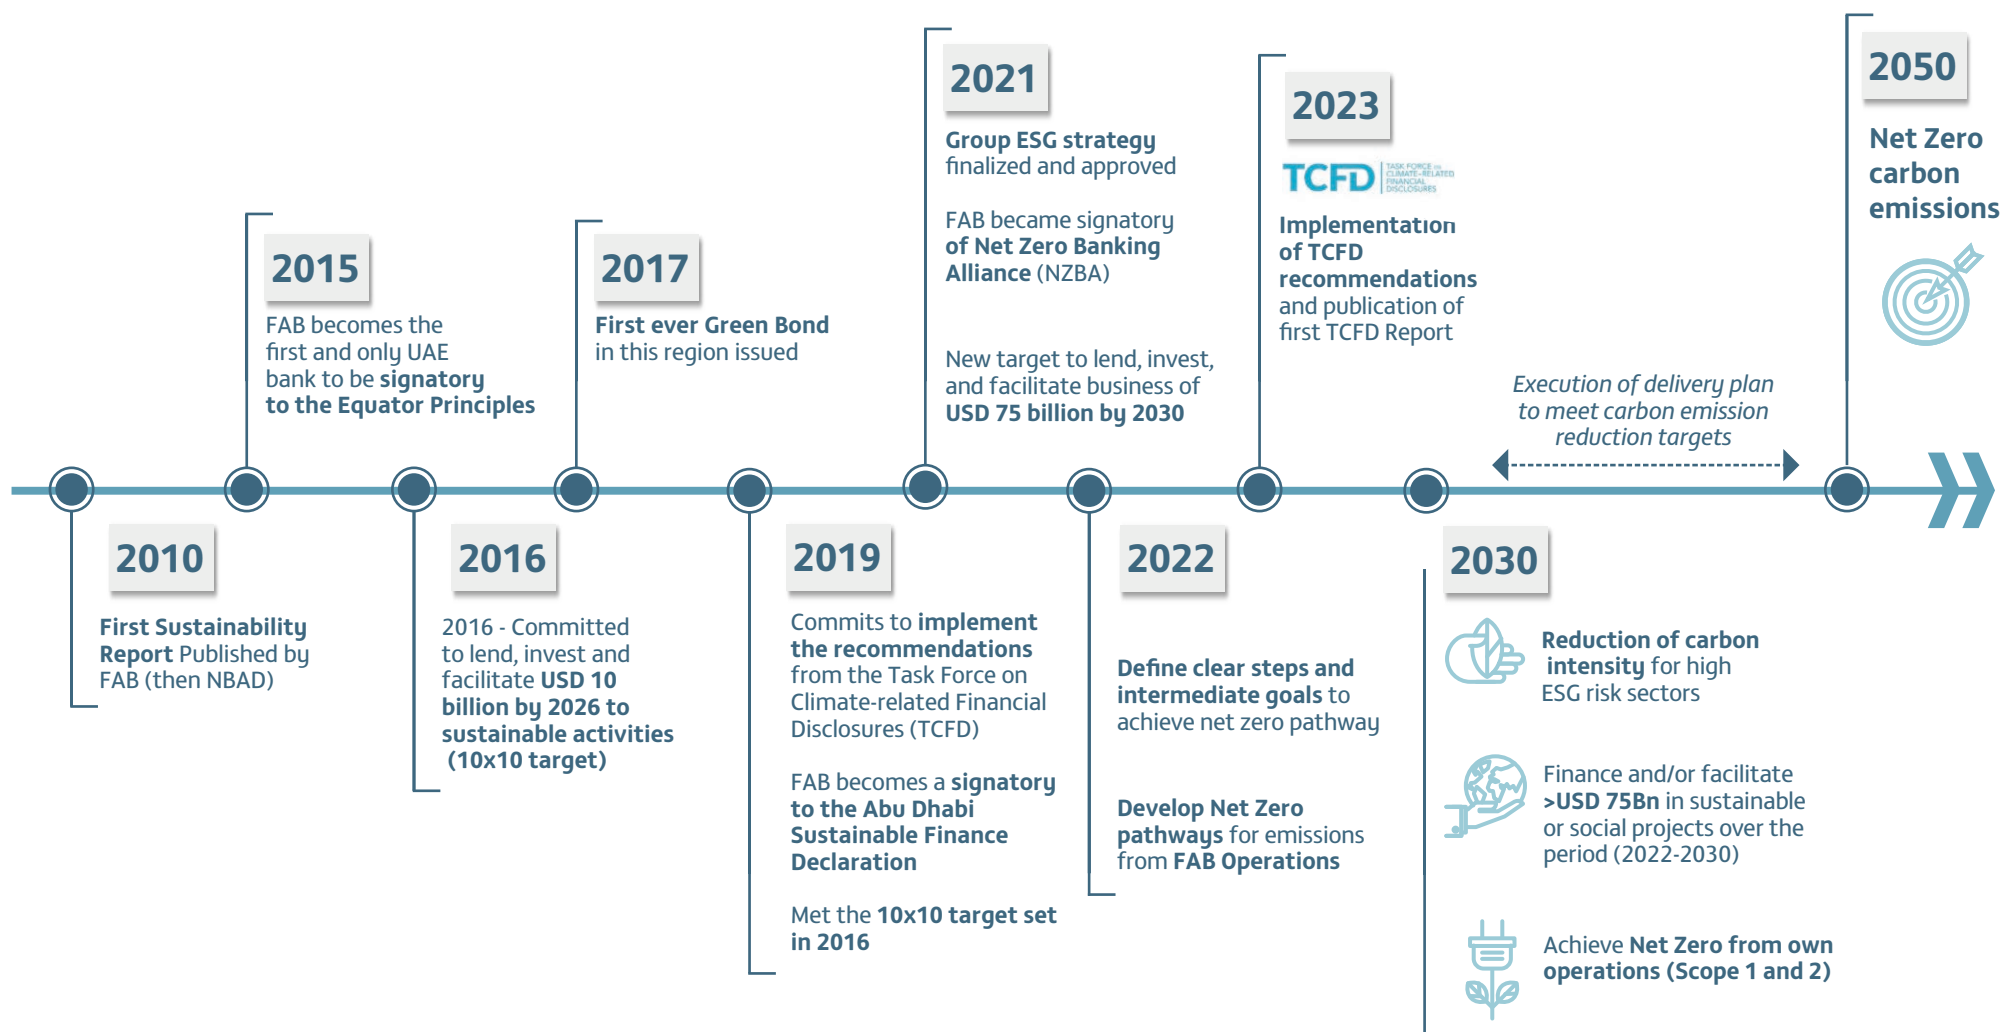 2010
First Sustainability
Report Published by
FAB (then NBAD)
2015
FAB becomes the
first and only UAE
bank to be signatory
to the Equator Principles
2016
2016 - Committed
to lend, invest and
facilitate USD 10
billion by 2026 to
sustainable activities
(10x10 target)
2017
First ever Green Bond
in this region issued
2019
Commits to implement
the recommendations
from the Task Force on
Climate-related Financial
Disclosures (TCFD)
FAB becomes a signatory
to the Abu Dhabi
Sustainable Finance
Declaration
Met the 10x10 target set
in 2016
2021
Group ESG strategy
finalized and approved
FAB became signatory
of Net Zero Banking
Alliance (NZBA)
New target to lend, invest,
and facilitate business of
USD 75 billion by 2030
2022
Define clear steps and
intermediate goals to
achieve net zero pathway
Develop Net Zero
pathways for emissions
from FAB Operations
2023
TCFD
TASK FORCE ON
CLIMATE-RELATED
FINANCIAL
DISCLOSURES
Implementation
of TCFD
recommendations
and publication of
first TCFD Report
2030
Reduction of carbon
intensity for high
ESG risk sectors
Finance and/or facilitate
>USD 75Bn in sustainable
or social projects over the
period (2022-2030)
Achieve Net Zero from own
operations (Scope 1 and 2)
Execution of delivery plan
to meet carbon emission
reduction targets
2050
Net Zero
carbon
emissions